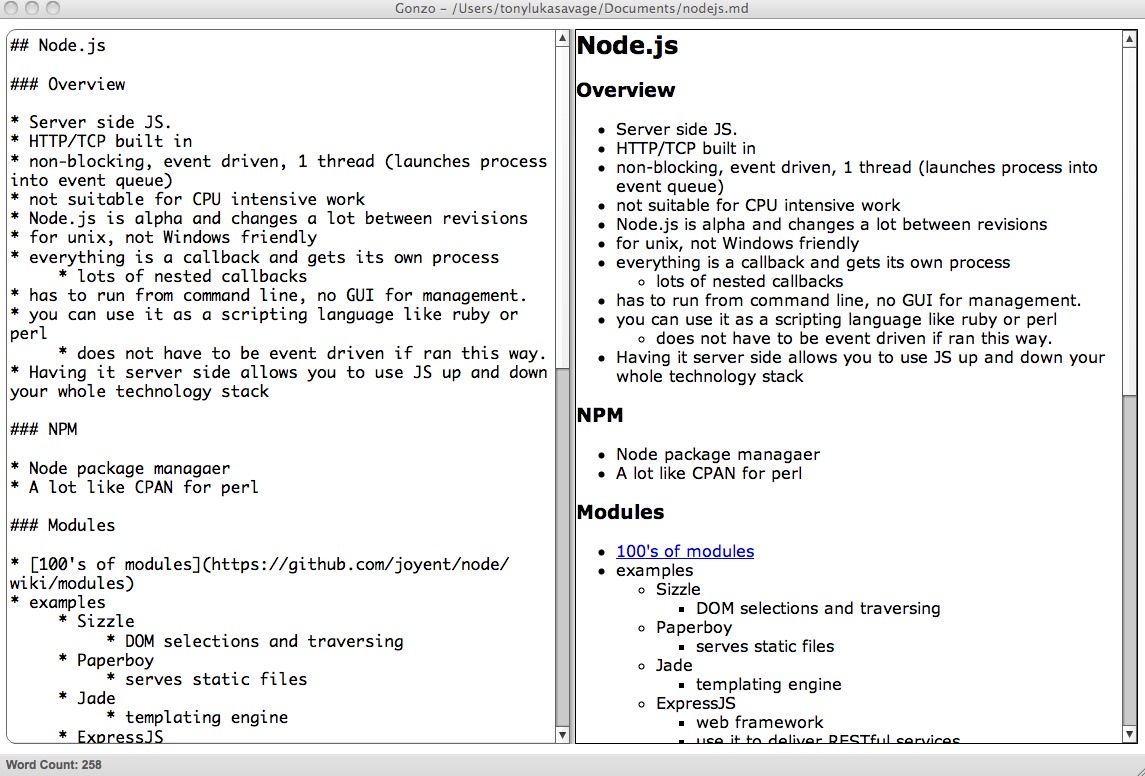 Gonzo – /Users/tonylukasavage/Documents/nodejs.md
## Node.js
### Overview
* Server side JS.
* HTTP/TCP built in
* non-blocking, event driven, 1 thread (launches process
into event queue)
* not suitable for CPU intensive work
* Node.js is alpha and changes a lot between revisions
* for unix, not Windows friendly
* everything is a callback and gets its own process
* lots of nested callbacks
* has to run from command line, no GUI for management.
* you can use it as a scripting language like ruby or
perl
* does not have to be event driven if ran this way.
* Having it server side allows you to use JS up and down
your whole technology stack
### NPM
* Node package managaer
* A lot like CPAN for perl
### Modules
* [100's of modules](https://github.com/joyent/node/
wiki/modules)
* examples
* Sizzle
* DOM selections and traversing
* Paperboy
* serves static files
* Jade
* templating engine
* ExpressJS
Node.js
Overview
• Server side JS.
• HTTP/TCP built in
• non-blocking, event driven, 1 thread (launches process into
event queue)
• not suitable for CPU intensive work
• Node.js is alpha and changes a lot between revisions
• for unix, not Windows friendly
• everything is a callback and gets its own process
◦ lots of nested callbacks
• has to run from command line, no GUI for management.
• you can use it as a scripting language like ruby or perl
◦ does not have to be event driven if ran this way.
• Having it server side allows you to use JS up and down your
whole technology stack
NPM
• Node package managaer
• A lot like CPAN for perl
Modules
• 100's of modules
• examples
◦ Sizzle
▪ DOM selections and traversing
◦ Paperboy
▪ serves static files
◦ Jade
▪ templating engine
◦ ExpressJS
▪ web framework
▪ use it to deliver RESTful services
Word Count: 258